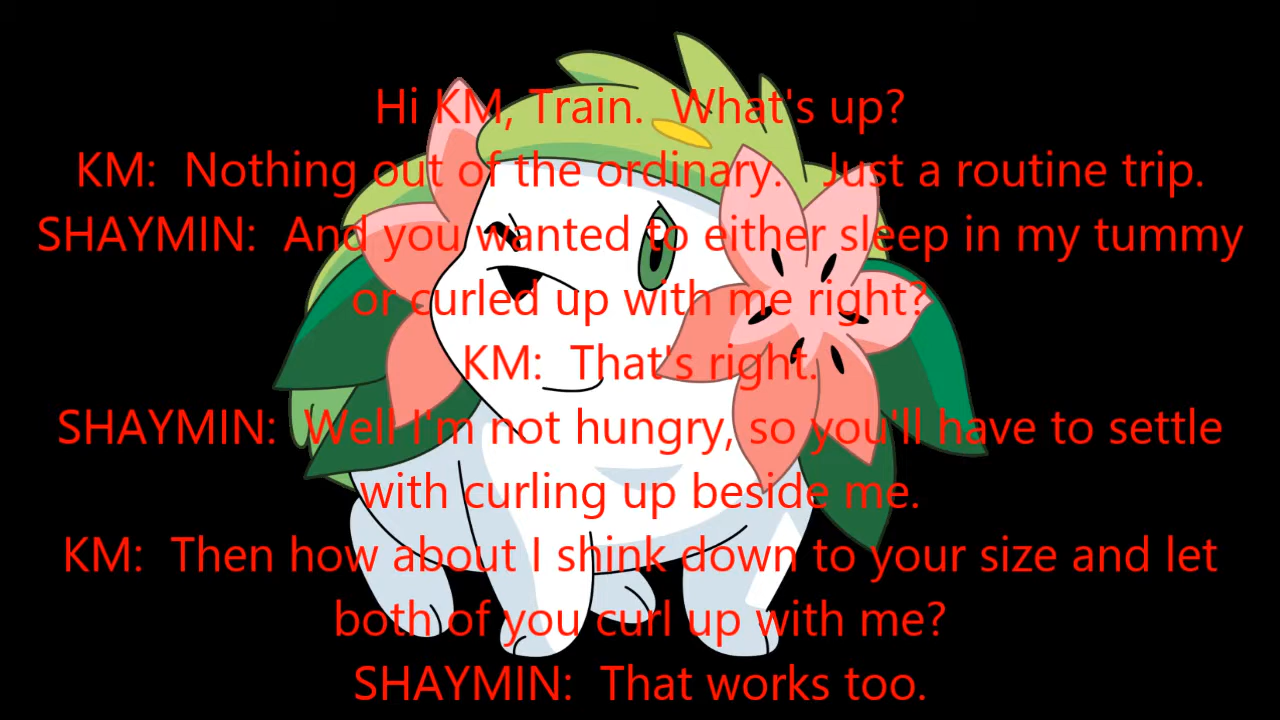 Hi KM, Train.  What's up?
KM:  Nothing out of the ordinary.  Just a routine trip.
SHAYMIN:  And you wanted to either sleep in my tummy
or curled up with me right?
KM:  That's right.
SHAYMIN:  Well I'm not hungry, so you'll have to settle
with curling up beside me.
KM:  Then how about I shink down to your size and let
both of you curl up with me?
SHAYMIN:  That works too.